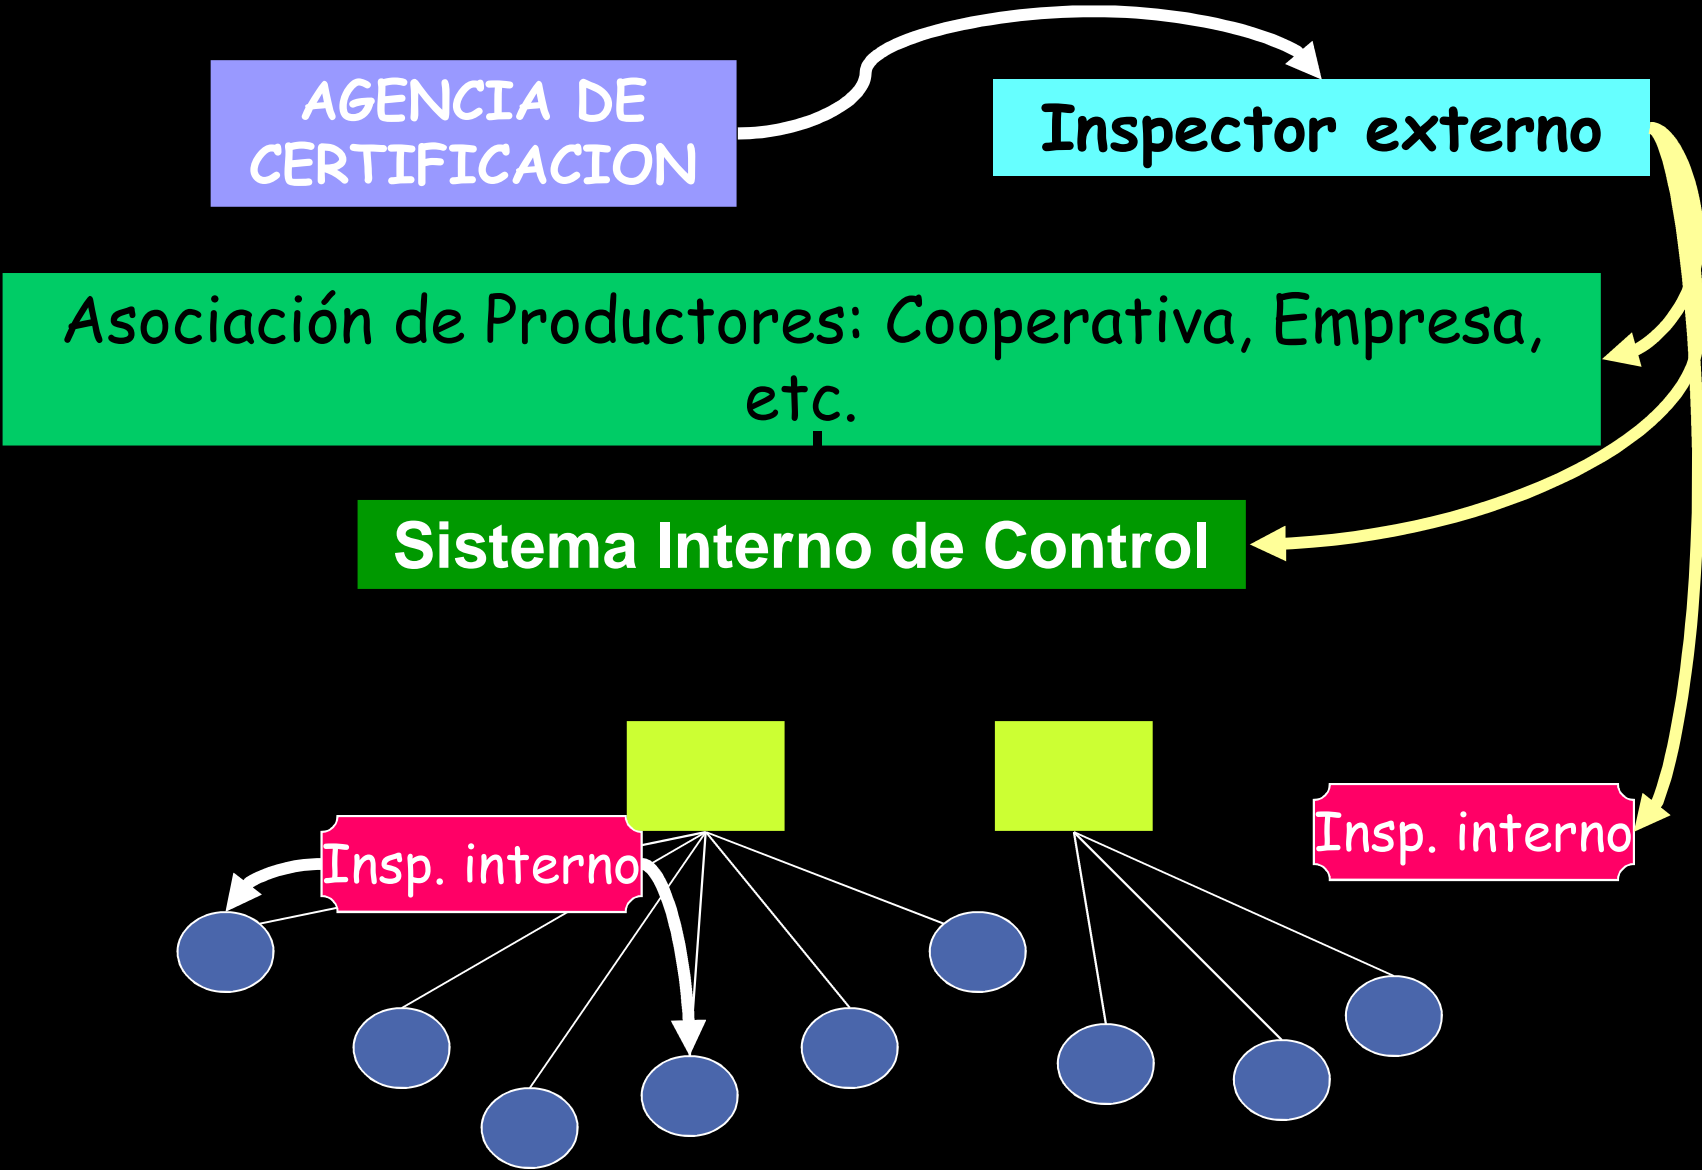 AGENCIA DE
CERTIFICACION
Inspector externo
Asociación de Productores: Cooperativa, Empresa,
etc.
Sistema Interno de Control
Insp. interno
Insp. interno